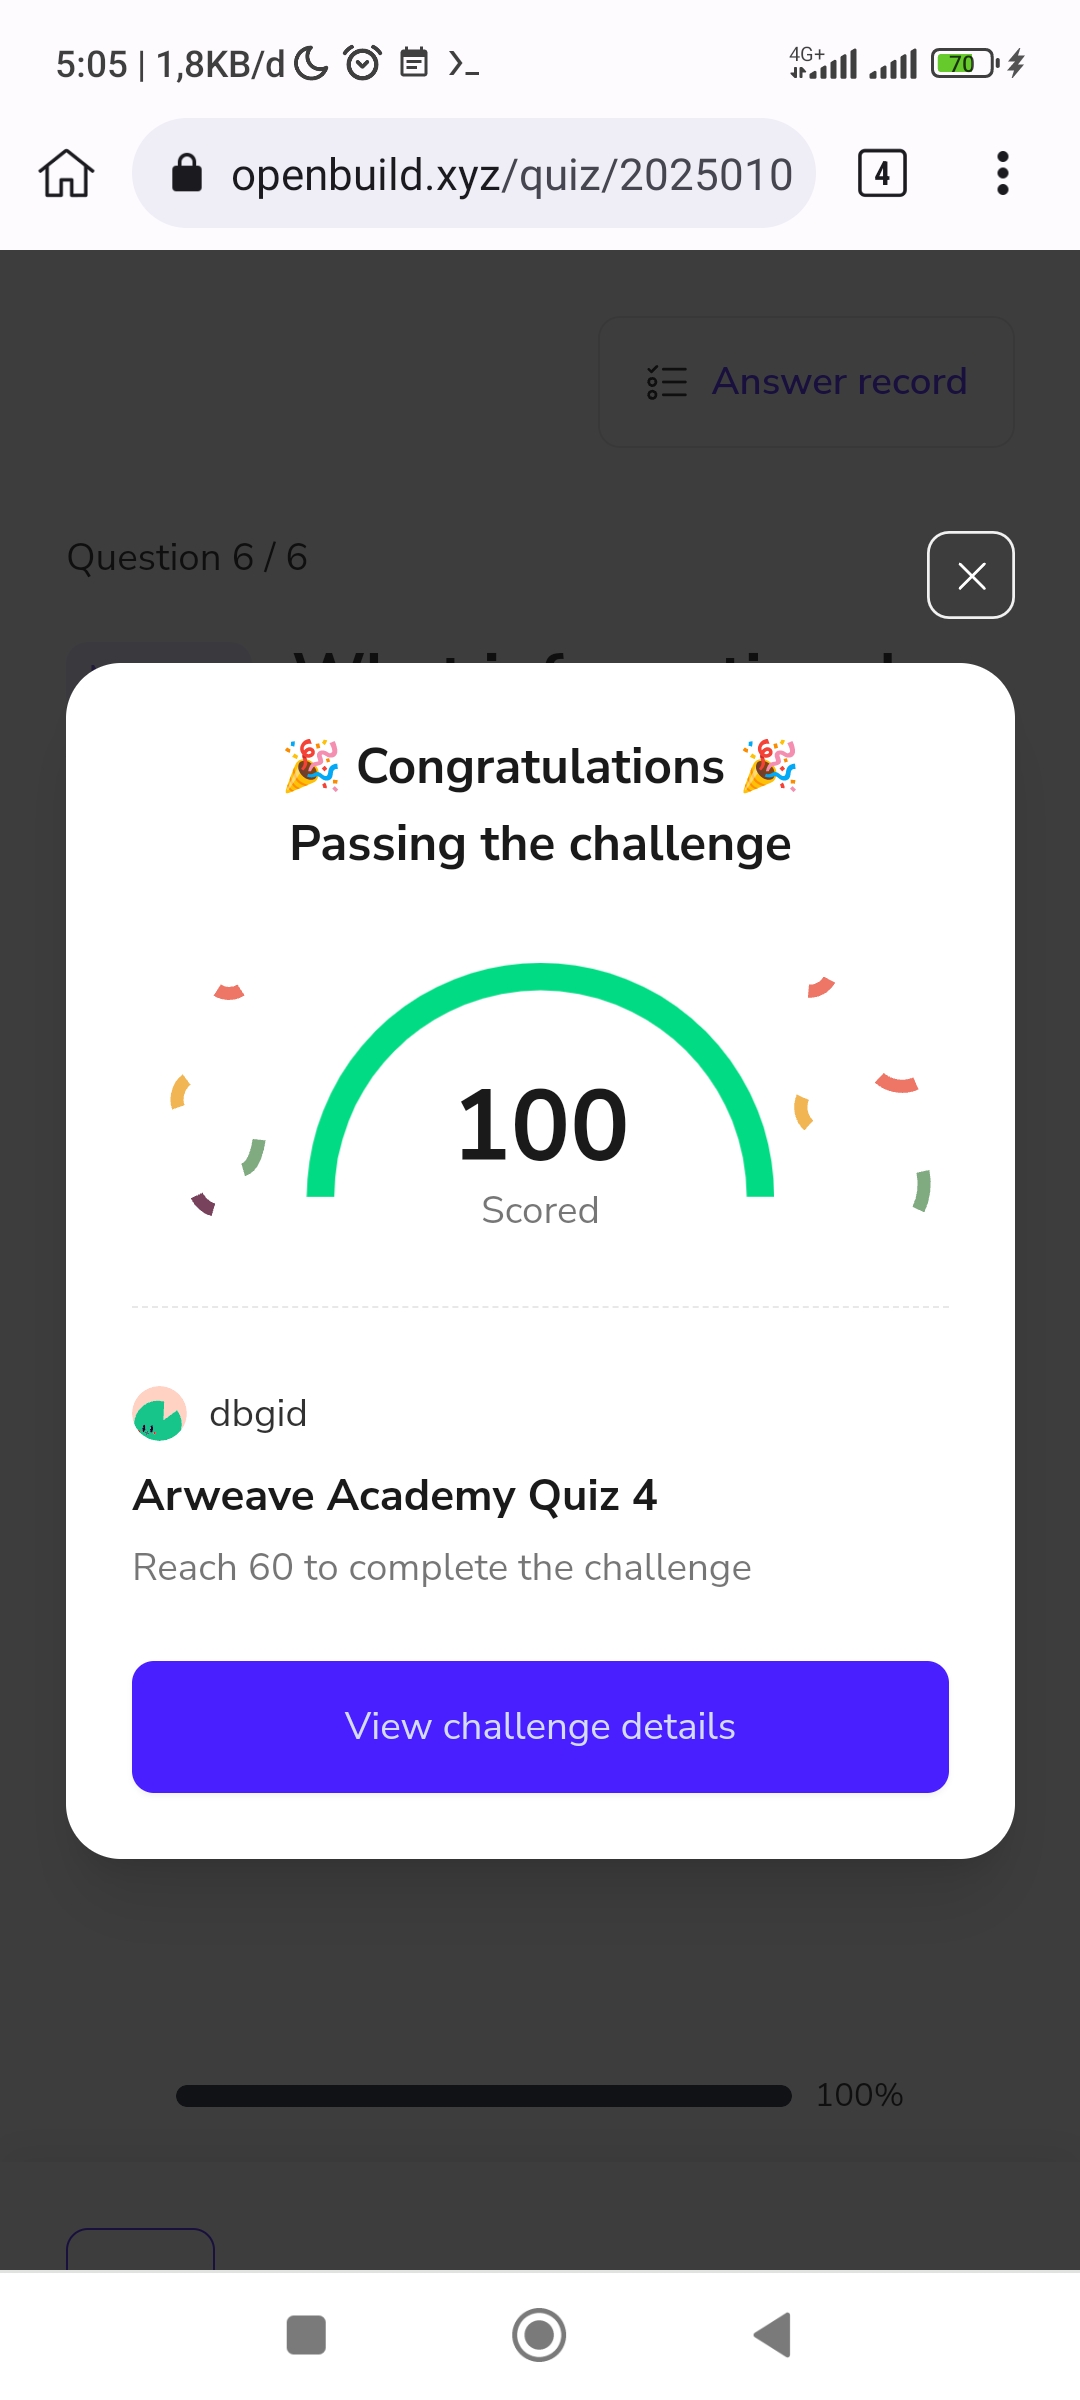 5:05 | 1,8KB/d
4G+
70
openbuild.xyz/quiz/2025010
4
Answer record
Question 6 / 6
🎉 Congratulations 🎉
Passing the challenge
100
Scored
dbgid
Arweave Academy Quiz 4
Reach 60 to complete the challenge
View challenge details
100%